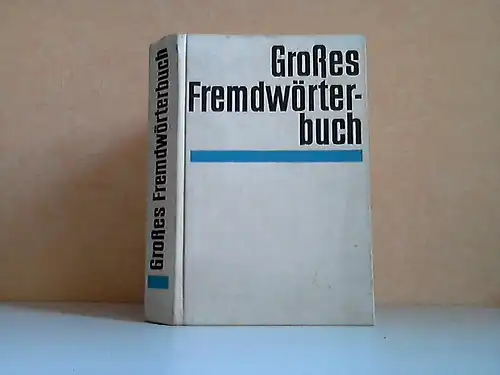 Großes Fremdwörterbuch
Großes
Fremdwörter-
buch